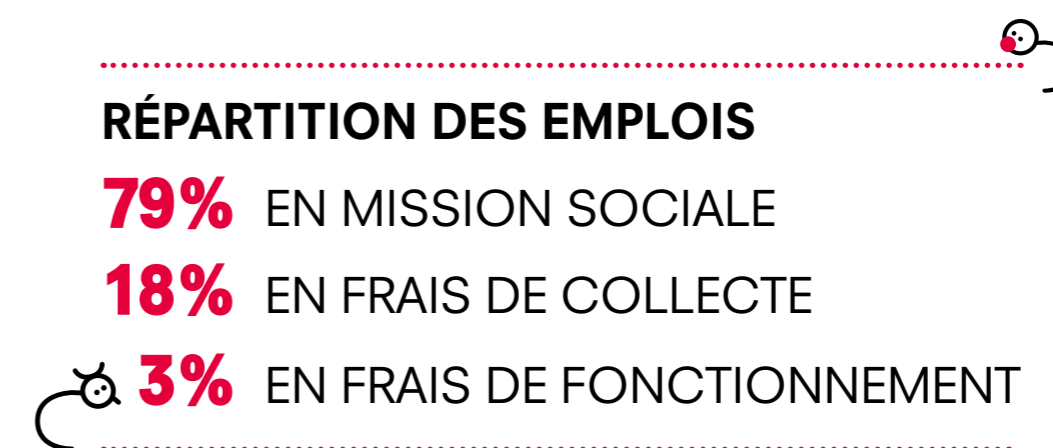 RÉPARTITION DES EMPLOIS
79% EN MISSION SOCIALE
18% EN FRAIS DE COLLECTE
3% EN FRAIS DE FONCTIONNEMENT